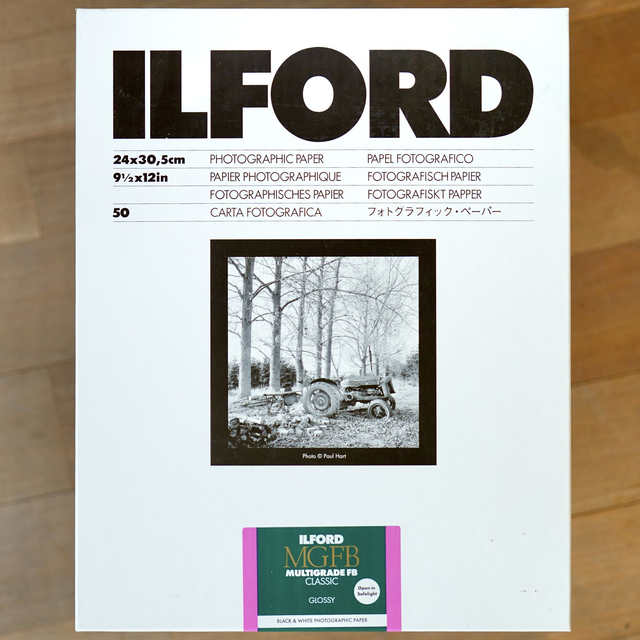 ILFORD
24x30,5cm PHOTOGRAPHIC PAPER PAPEL FOTOGRAFICO
9½x12in PAPIER PHOTOGRAPHIQUE FOTOGRAFISCH PAPIER
FOTOGRAPHISCHES PAPIER FOTOGRAFISKT PAPPER
50 CARTA FOTOGRAFICA フォトグラフィック・ペーパー
Photo © Paul Hart
ILFORD
MGFB
MULTIGRADE FB
CLASSIC
GLOSSY
Open in
Safelight
BLACK & WHITE PHOTOGRAPHIC PAPER